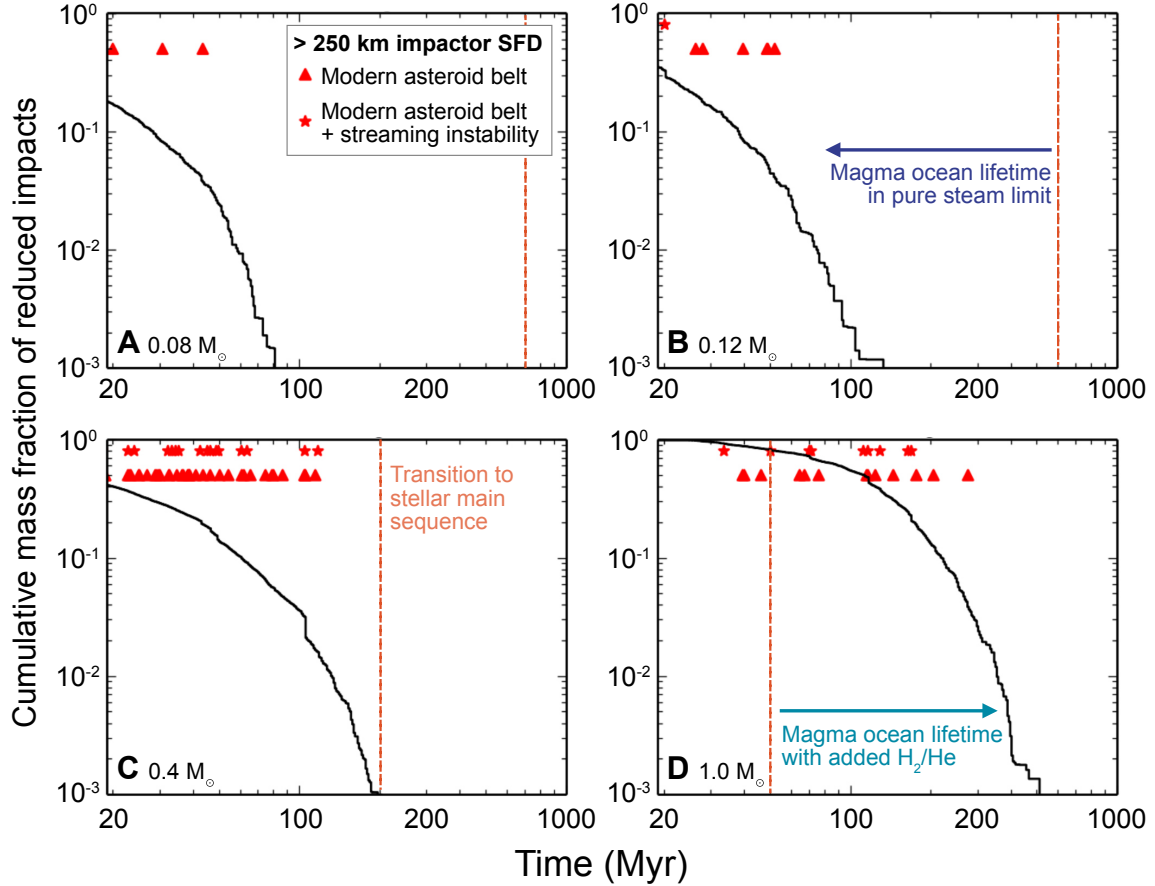 Cumulative mass fraction of reduced impacts
10⁰
10⁻¹
10⁻²
10⁻³
> 250 km impactor SFD
Modern asteroid belt
Modern asteroid belt
+ streaming instability
A 0.08 M☉
20 100 200 1000
10⁰
10⁻¹
10⁻²
10⁻³
Magma ocean lifetime
in pure steam limit
B 0.12 M☉
20 100 200 1000
10⁰
10⁻¹
10⁻²
10⁻³
Transition to
stellar main
sequence
C 0.4 M☉
20 100 200 1000
10⁰
10⁻¹
10⁻²
10⁻³
Magma ocean lifetime
with added H₂/He
D 1.0 M☉
20 100 200 1000
Time (Myr)